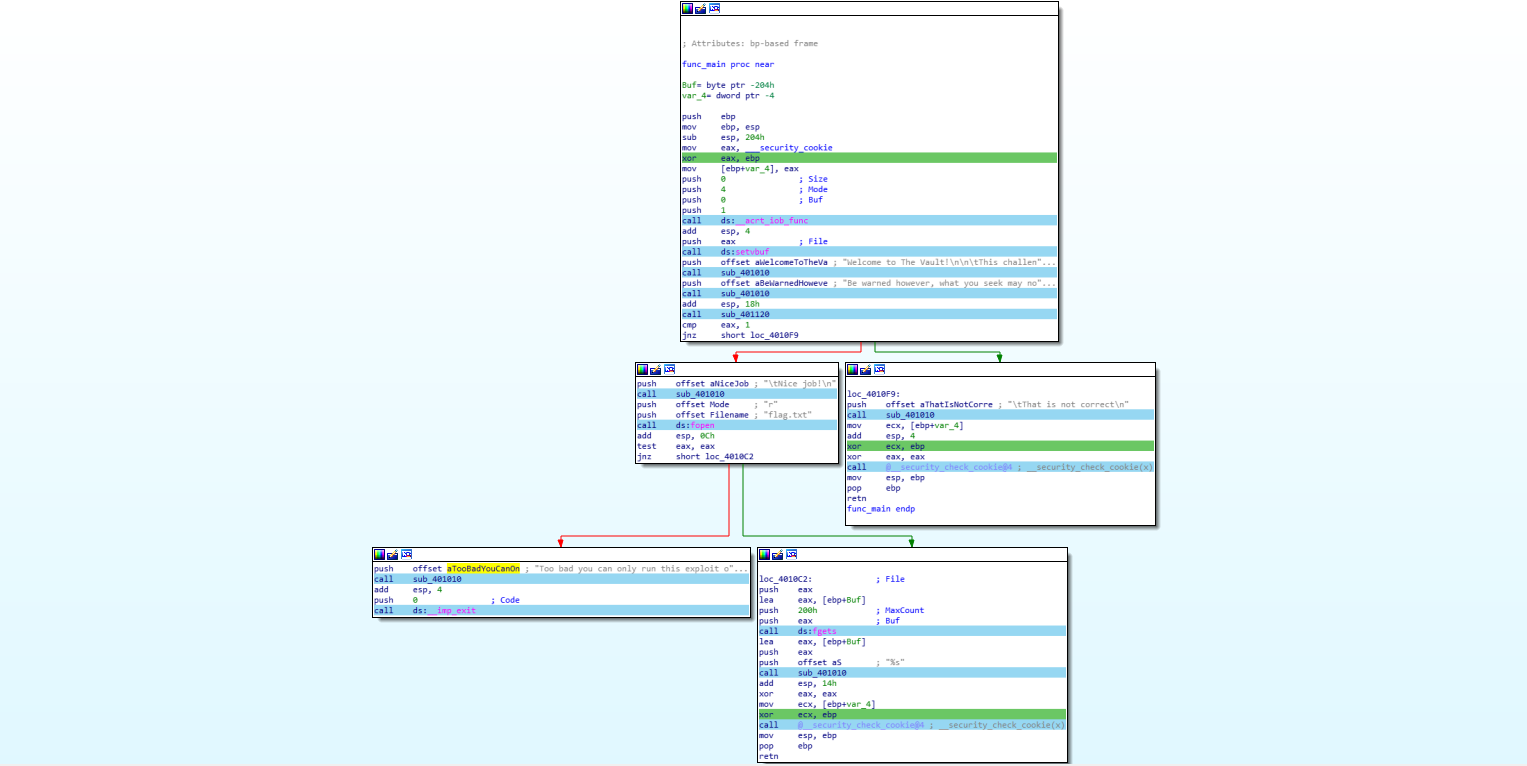 ; Attributes: bp-based frame
func_main proc near
Buf= byte ptr -204h
var_4= dword ptr -4
push ebp
mov ebp, esp
sub esp, 204h
mov eax, ___security_cookie
xor eax, ebp
mov [ebp+var_4], eax
push 0 ; Size
push 4 ; Mode
push 0 ; Buf
push 1
call ds:__acrt_iob_func
add esp, 4
push eax ; File
call ds:setvbuf
push offset aWelcomeToTheVa ; "Welcome to The Vault!\n\n\tThis challen"...
call sub_401010
push offset aBeWarnedHoweve ; "Be warned however, what you seek may no"...
call sub_401010
add esp, 18h
call sub_401120
cmp eax, 1
jnz short loc_4010F9
push offset aNiceJob ; "\tNice job!\n"
call sub_401010
push offset Mode ; "r"
push offset Filename ; "flag.txt"
call ds:fopen
add esp, 0Ch
test eax, eax
jnz short loc_4010C2
loc_4010F9:
push offset aThatIsNotCorre ; "\tThat is not correct\n"
call sub_401010
mov ecx, [ebp+var_4]
add esp, 4
xor ecx, ebp
xor eax, eax
call @__security_check_cookie@4 ; __security_check_cookie(x)
mov esp, ebp
pop ebp
retn
func_main endp
push offset aTooBadYouCanOn ; "Too bad you can only run this exploit o"...
call sub_401010
add esp, 4
push 0 ; Code
call ds:__imp_exit
loc_4010C2: ; File
push eax
lea eax, [ebp+Buf]
push 200h ; MaxCount
push eax ; Buf
call ds:fgets
lea eax, [ebp+Buf]
push eax
push offset aS ; "%s"
call sub_401010
add esp, 14h
xor eax, eax
mov ecx, [ebp+var_4]
xor ecx, ebp
call @__security_check_cookie@4 ; __security_check_cookie(x)
mov esp, ebp
pop ebp
retn